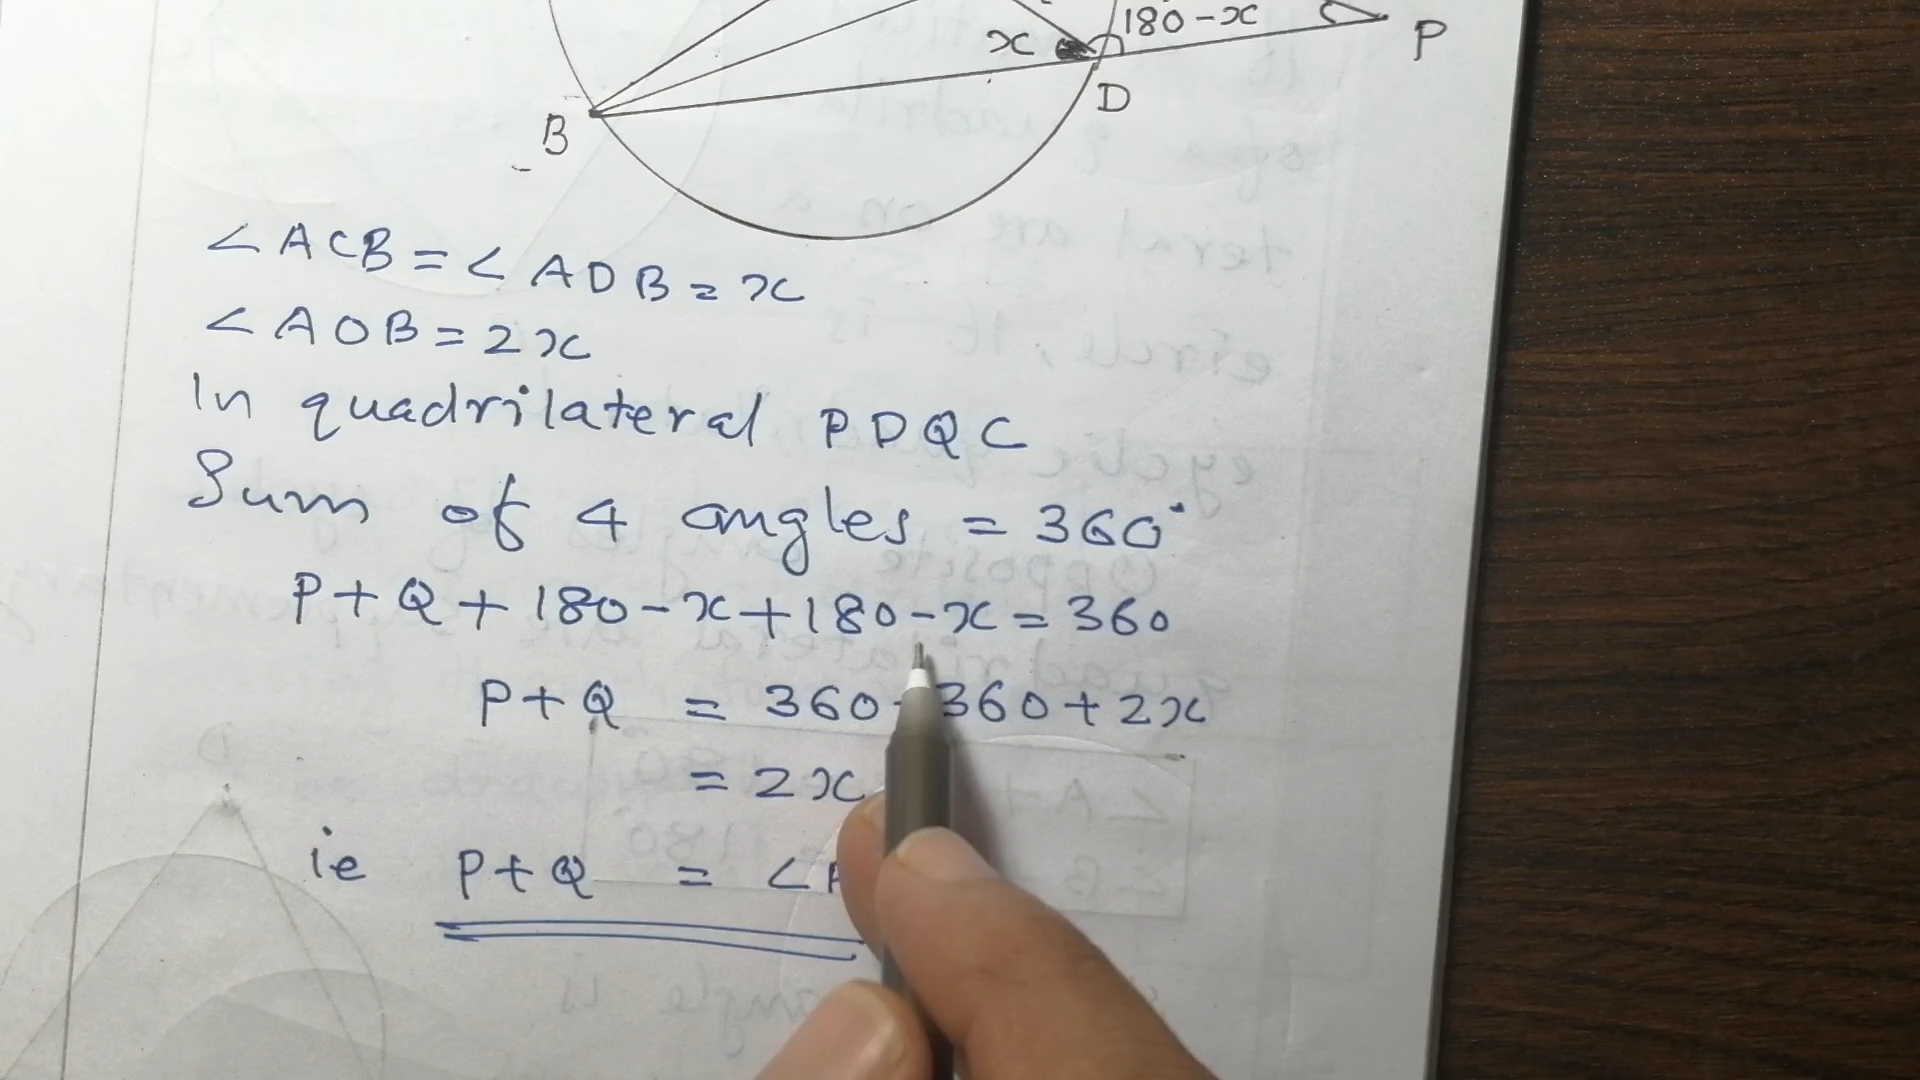 180-x
P
x
D
B
∠ACB = ∠ADB = x
∠AOB = 2x
In quadrilateral PDQC
Sum of 4 angles = 360°
P+Q+180-x+180-x=360
P+Q = 360-360+2x
= 2x
ie P+Q = ∠